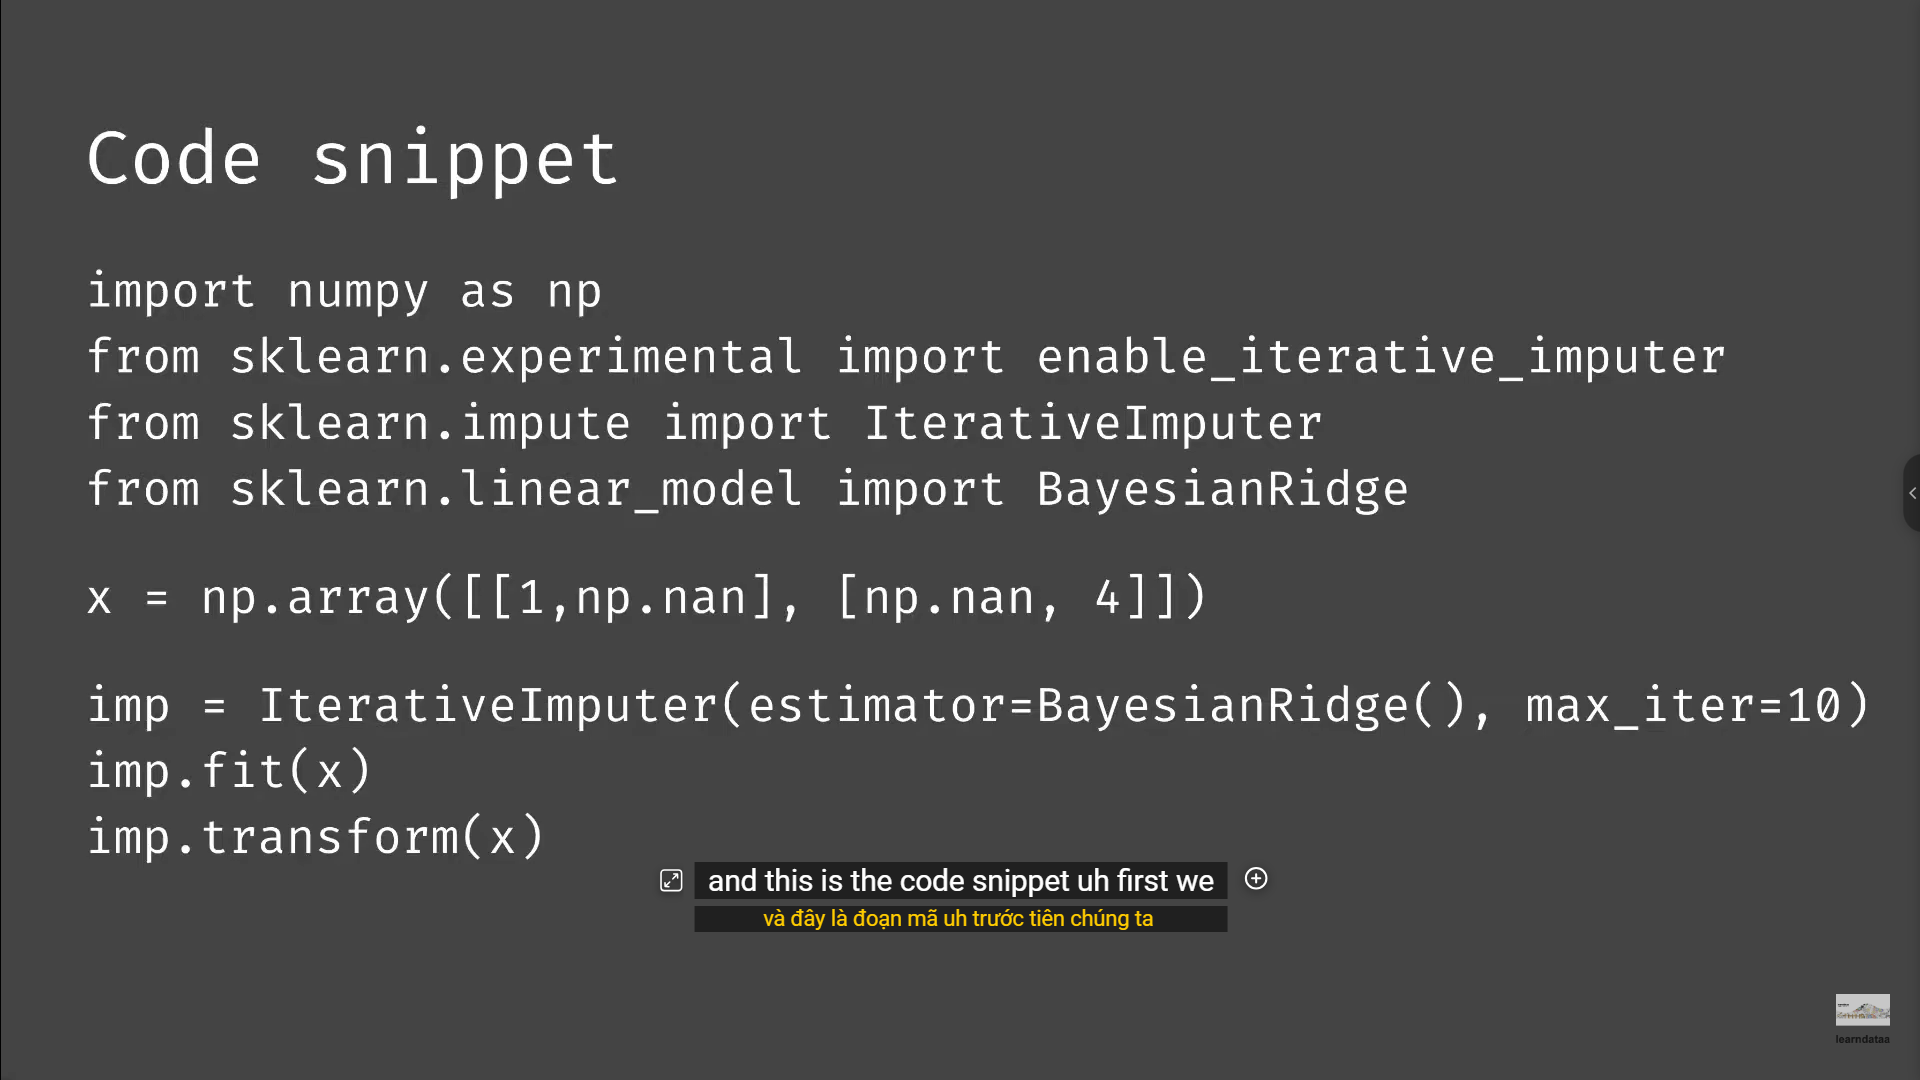 Code snippet
import numpy as np
from sklearn.experimental import enable_iterative_imputer
from sklearn.impute import IterativeImputer
from sklearn.linear_model import BayesianRidge
x = np.array([[1,np.nan], [np.nan, 4]])
imp = IterativeImputer(estimator=BayesianRidge(), max_iter=10)
imp.fit(x)
imp.transform(x)
and this is the code snippet uh first we
và đây là đoạn mã uh trước tiên chúng ta
learndataa